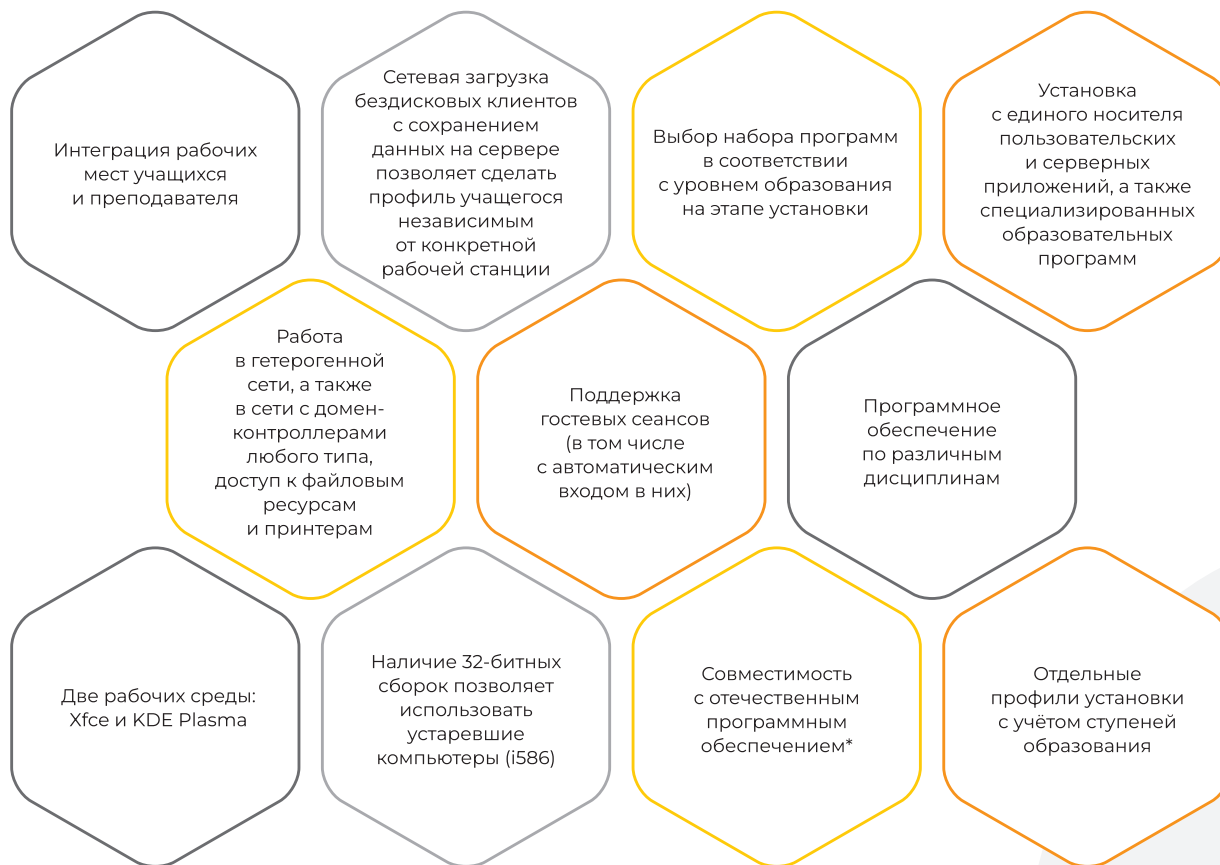 Интеграция рабочих
мест учащихся
и преподавателя
Сетевая загрузка
бездисковых клиентов
с сохранением
данных на сервере
позволяет сделать
профиль учащегося
независимым
от конкретной
рабочей станции
Выбор набора программ
в соответствии
с уровнем образования
на этапе установки
Установка
с единого носителя
пользовательских
и серверных
приложений, а также
специализированных
образовательных
программ
Работа
в гетерогенной
сети, а также
в сети с домен-
контроллерами
любого типа,
доступ к файловым
ресурсам
и принтерам
Поддержка
гостевых сеансов
(в том числе
с автоматическим
входом в них)
Программное
обеспечение
по различным
дисциплинам
Две рабочих среды:
Xfce и KDE Plasma
Наличие 32-битных
сборок позволяет
использовать
устаревшие
компьютеры (i586)
Совместимость
с отечественным
программным
обеспечением*
Отдельные
профили установки
с учётом ступеней
образования